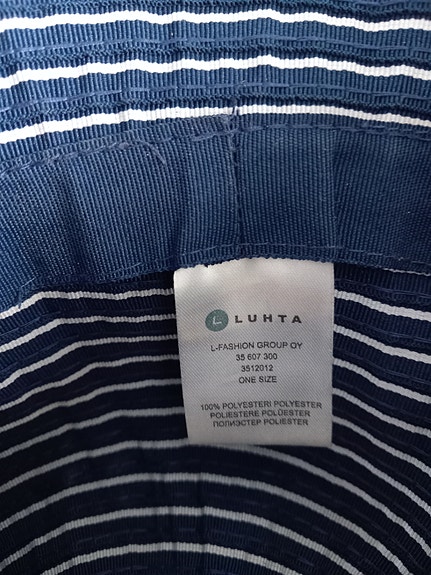 L LUHTA
L-FASHION GROUP OY
35 607 300
3512012
ONE SIZE
100% POLYESTERI POLYESTER
POLIESTERE POLÜESTER
ПОЛИЭСТЕР POLIESTER